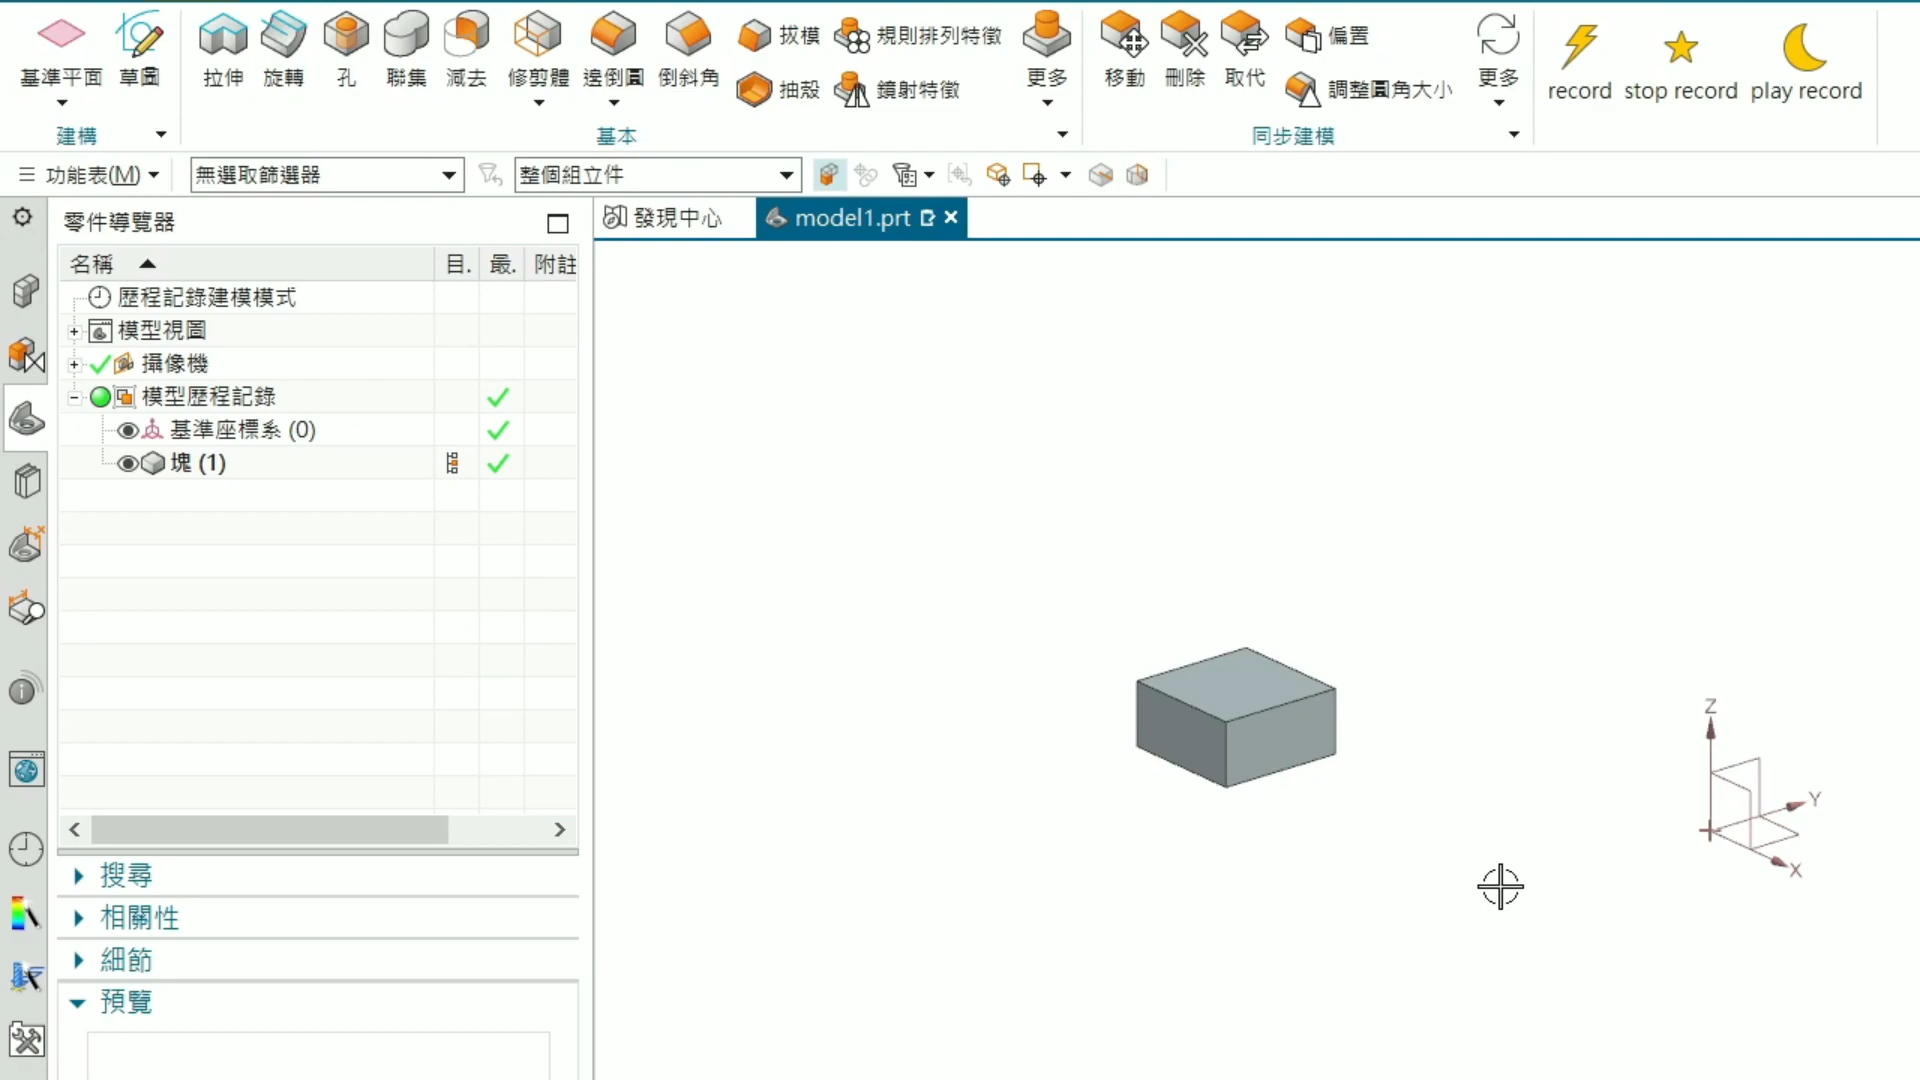 基準平面 草圖
拉伸 旋轉 孔 聯集 減去 修剪體 邊倒圓 倒斜角
拔模 規則排列特徵
抽殼 鏡射特徵
更多
移動 刪除 取代
偏置
調整圓角大小
更多
record stop record play record
建構 基本 同步建模
功能表(M) 無選取篩選器 整個組立件
零件導覽器
發現中心 model1.prt
名稱 目. 最. 附註
歷程記錄建模模式
模型視圖
攝像機
模型歷程記錄
基準座標系 (0)
塊 (1)
搜尋
相關性
細節
預覽
Z
Y
X